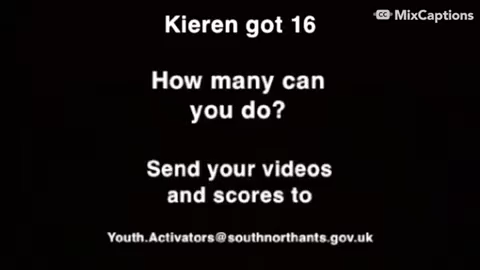 MixCaptions
Kieren got 16
How many can
you do?
Send your videos
and scores to
Youth.Activators@southnorthants.gov.uk